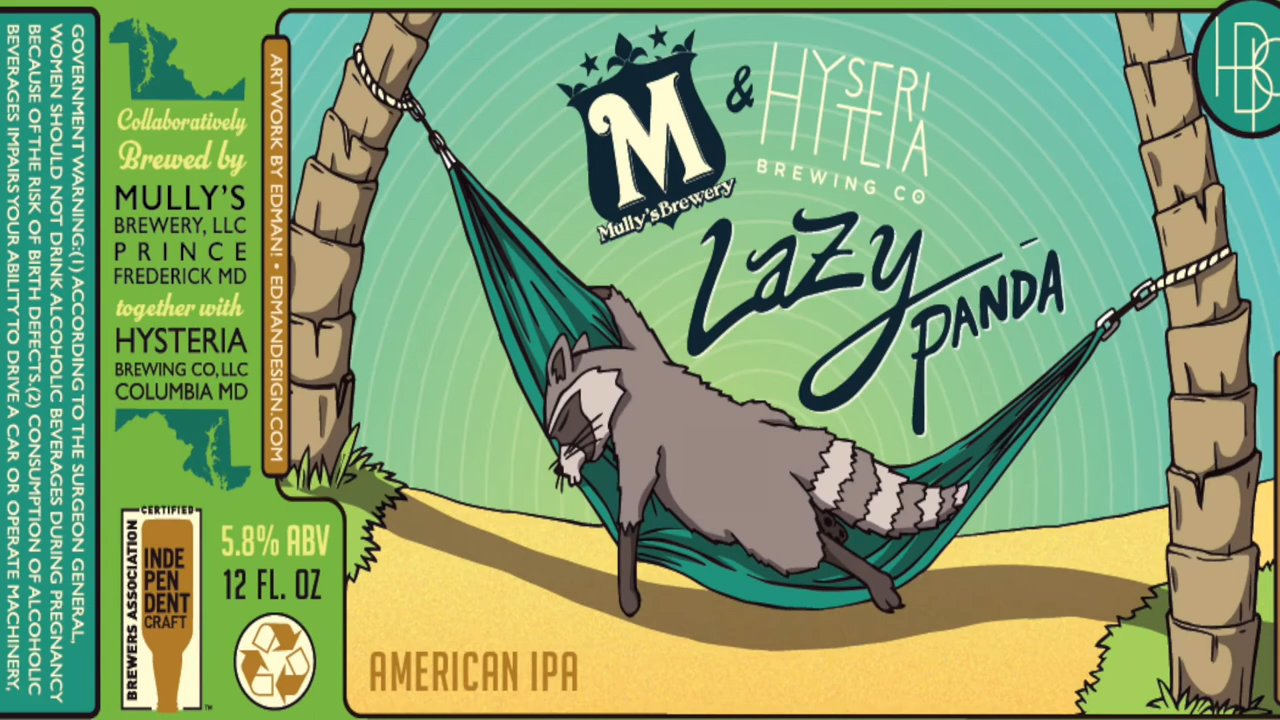 GOVERNMENT WARNING:(1) ACCORDING TO THE SURGEON GENERAL,
WOMEN SHOULD NOT DRINK ALCOHOLIC BEVERAGES DURING PREGNANCY
BECAUSE OF THE RISK OF BIRTH DEFECTS.(2) CONSUMPTION OF ALCOHOLIC
BEVERAGES IMPAIRS YOUR ABILITY TO DRIVE A CAR OR OPERATE MACHINERY,
Collaboratively
Brewed by
MULLY'S
BREWERY, LLC
PRINCE
FREDERICK MD
together with
HYSTERIA
BREWING CO, LLC
COLUMBIA MD
CERTIFIED
BREWERS ASSOCIATION
INDE
PEN
DENT
CRAFT
TM
5.8% ABV
12 FL. OZ
ARTWORK BY EDMAN! • EDMANDESIGN.COM
M
Mully's Brewery
&
HYSTERIA
BREWING CO
LAZY
PANDA
AMERICAN IPA
HBC